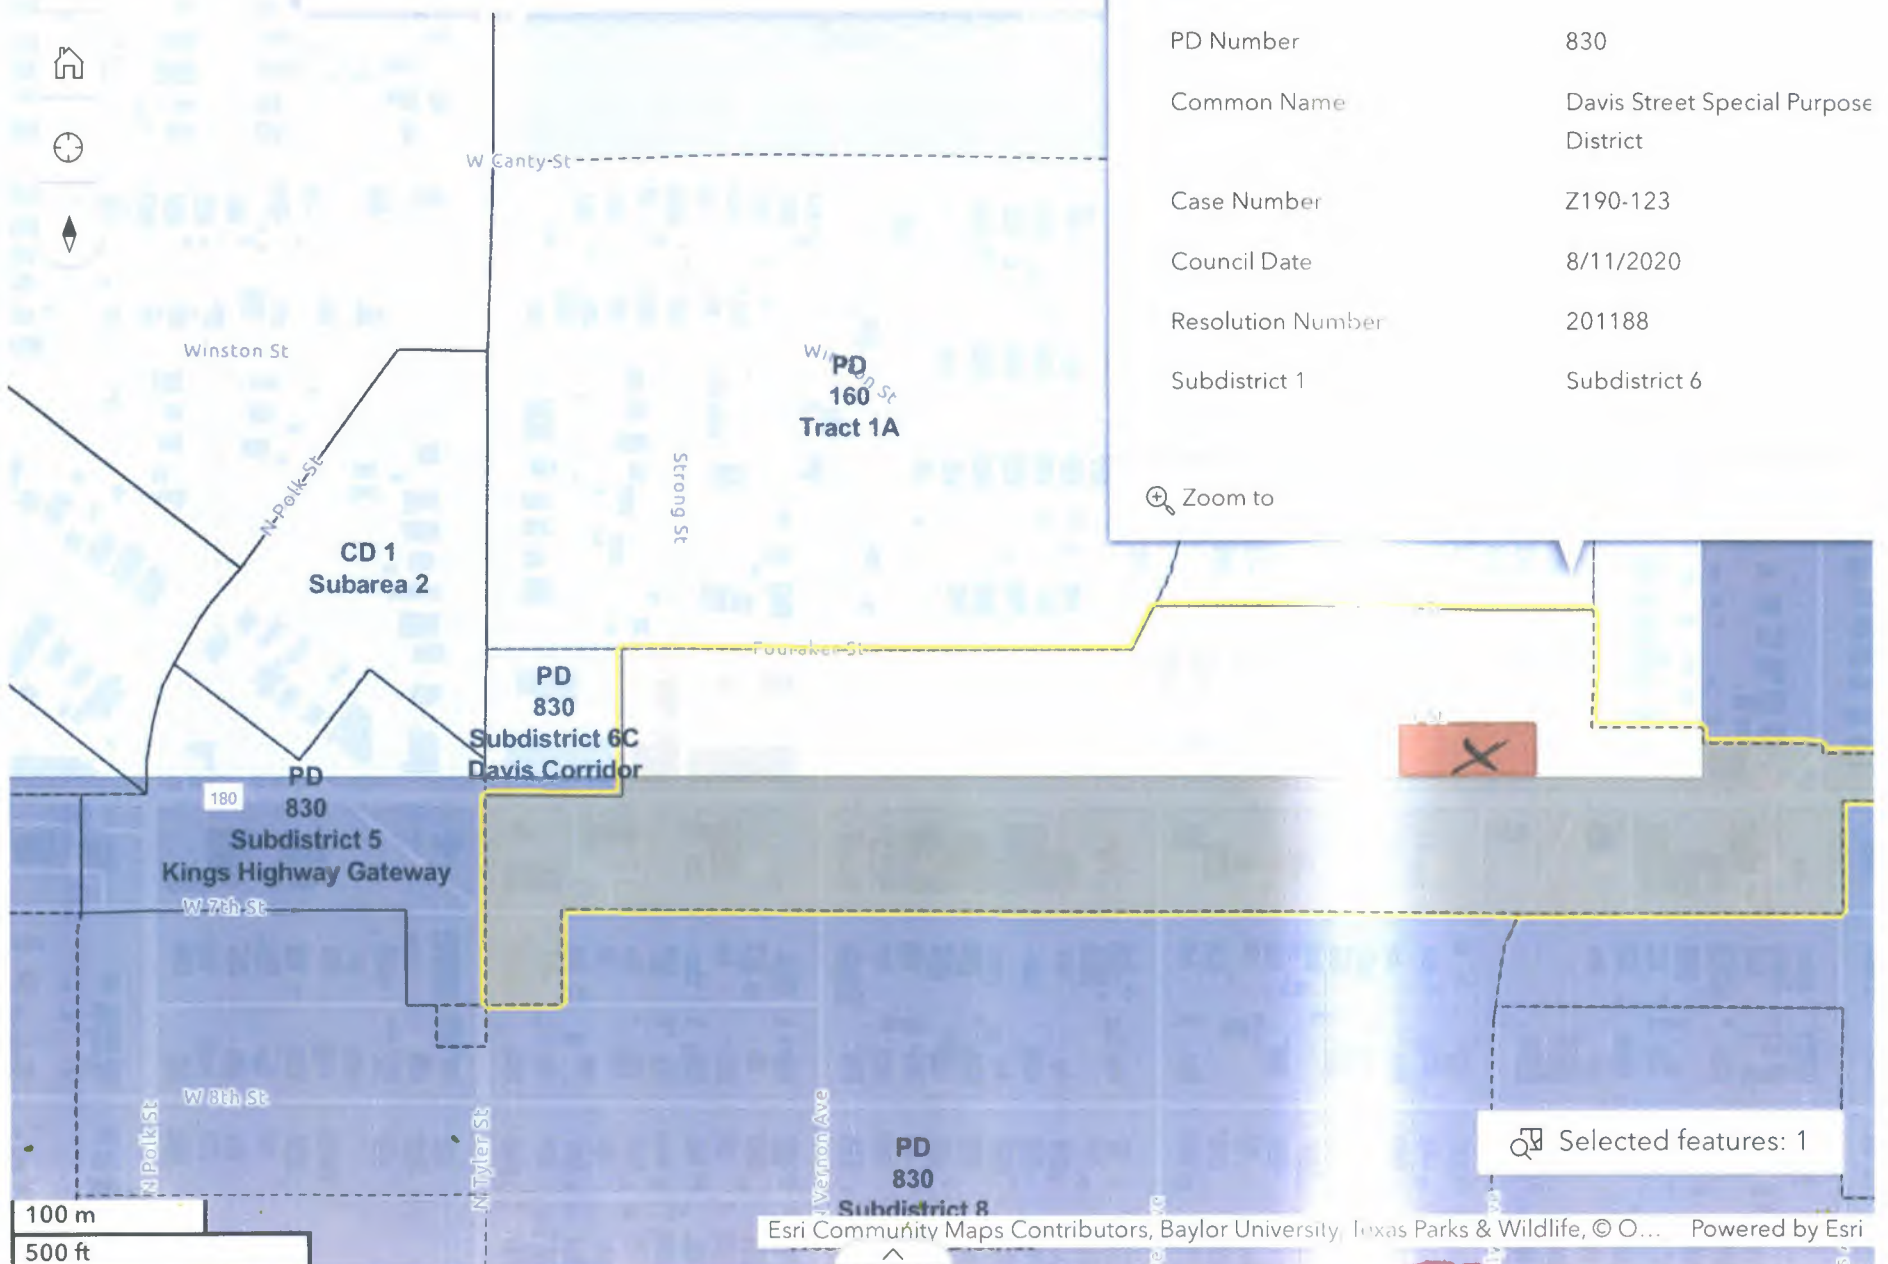 PD Number 830
Common Name Davis Street Special Purpose
District
Case Number Z190-123
Council Date 8/11/2020
Resolution Number 201188
Subdistrict 1 Subdistrict 6
Zoom to
W Canty St
Winston St
Winston St
PD
160
Tract 1A
N Polk St
Strong St
CD 1
Subarea 2
Fouraker St
PD
830
Subdistrict 6C
Davis Corridor
X
180
PD
830
Subdistrict 5
Kings Highway Gateway
W 7th St
W 8th St
N Polk St
N Tyler St
N Vernon Ave
PD
830
Subdistrict 8
Selected features: 1
100 m
500 ft
Esri Community Maps Contributors, Baylor University, Texas Parks & Wildlife, © O... Powered by Esri